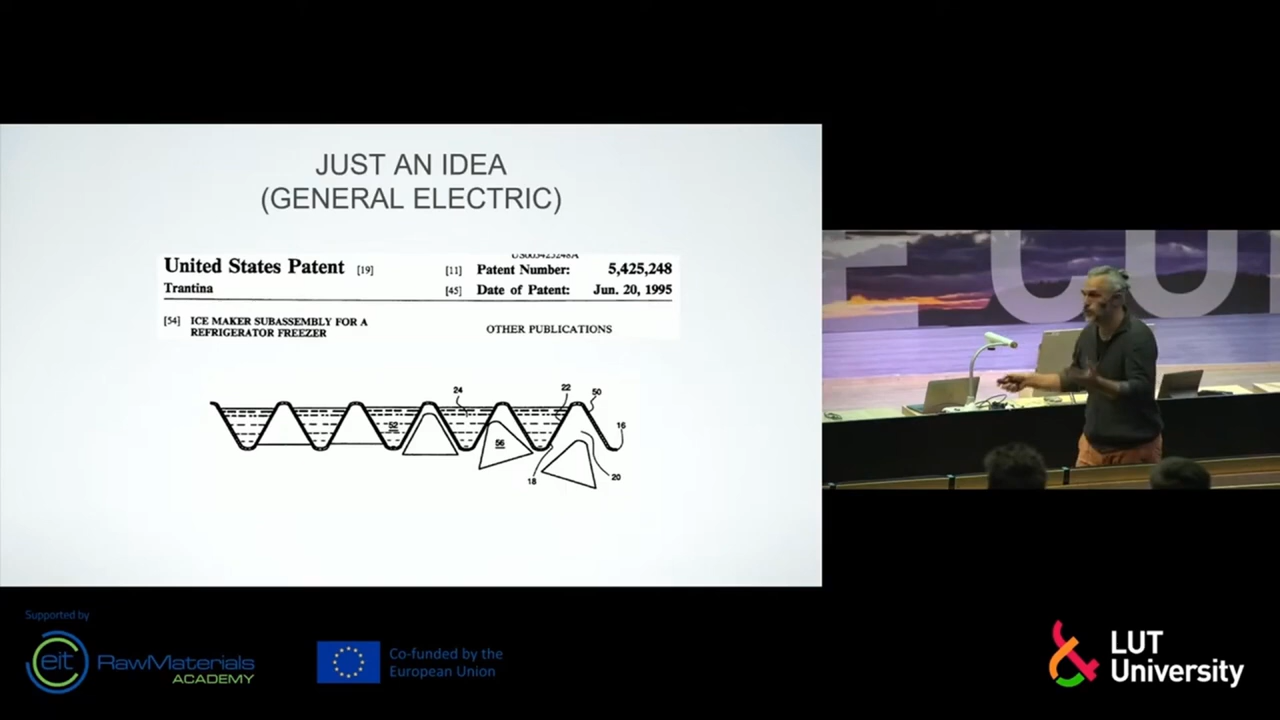 JUST AN IDEA
(GENERAL ELECTRIC)
US005425248A
United States Patent [19]
[11] Patent Number: 5,425,248
Trantina
[45] Date of Patent: Jun. 20, 1995
[54] ICE MAKER SUBASSEMBLY FOR A
REFRIGERATOR FREEZER
OTHER PUBLICATIONS
24
22
50
52
16
56
18
20
Supported by
eit RawMaterials
ACADEMY
Co-funded by the
European Union
LUT
University